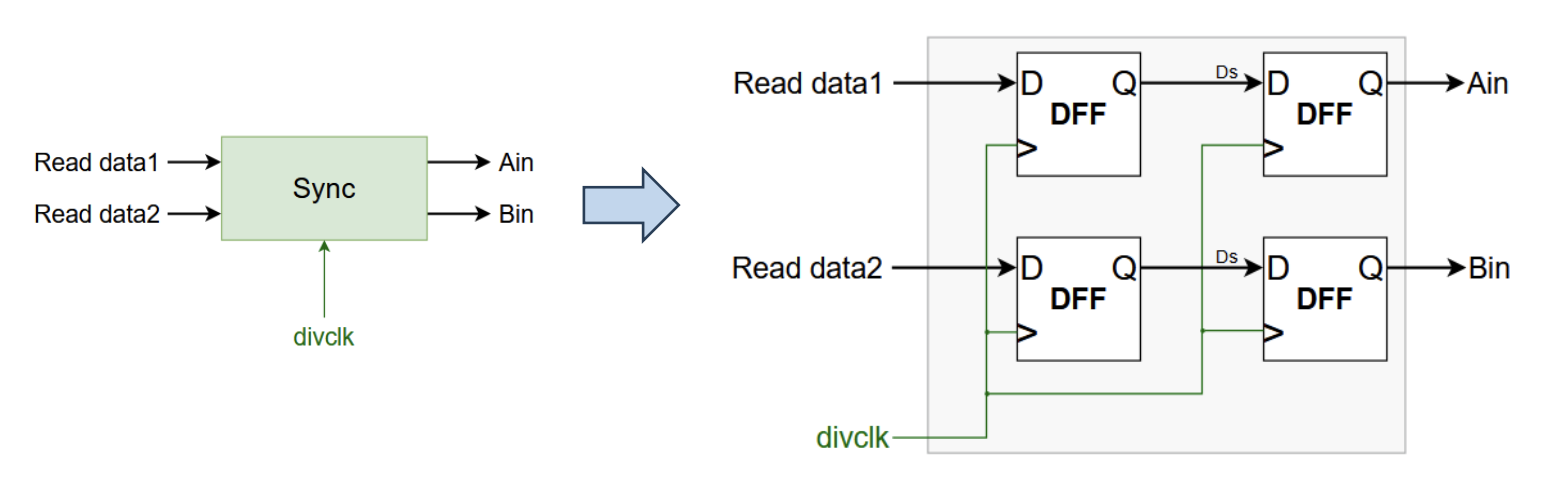 Read data1
Read data2
Sync
Ain
Bin
divclk
Read data1
D
Q
DFF
>
Ds
D
Q
DFF
>
Ain
Read data2
D
Q
DFF
>
Ds
D
Q
DFF
>
Bin
divclk